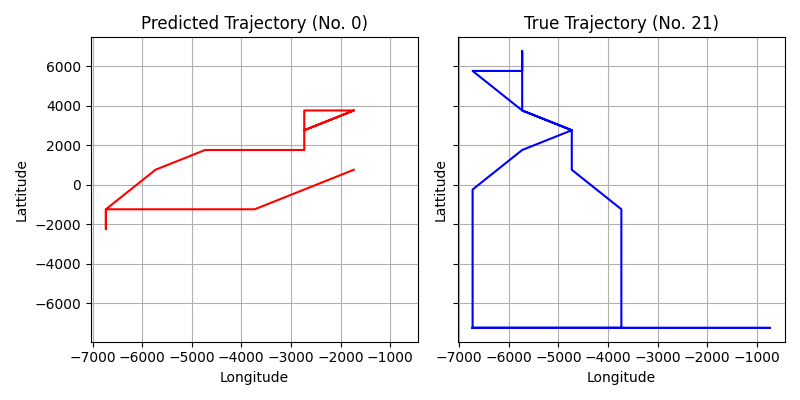 Predicted Trajectory (No. 0)
6000
4000
2000
0
−2000
−4000
−6000
Lattitude
−7000 −6000 −5000 −4000 −3000 −2000 −1000
Longitude
True Trajectory (No. 21)
Lattitude
−7000 −6000 −5000 −4000 −3000 −2000 −1000
Longitude